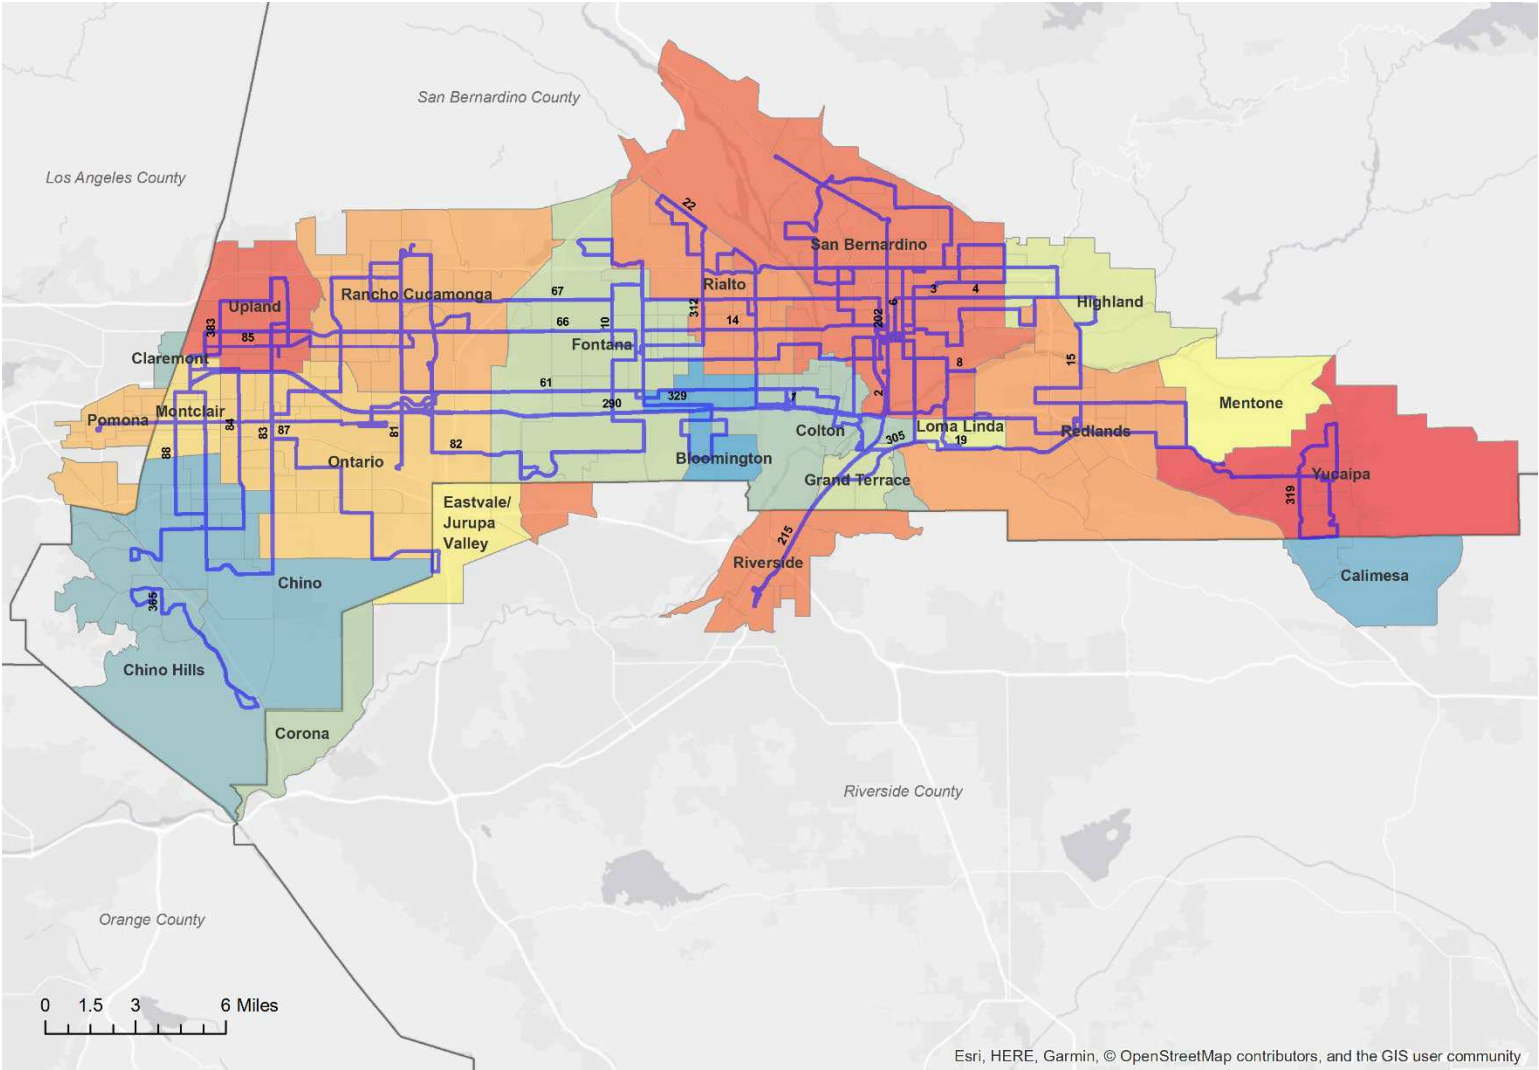 San Bernardino County
Los Angeles County
22
San Bernardino
Rialto
67
Rancho Cucamonga
3
4
Highland
Upland
312
6
10
383
66
14
202
85
Fontana
Claremont
15
8
61
329
1
2
290
Mentone
Pomona
Montclair
84
83
87
81
82
88
Colton
305
Loma Linda
19
Redlands
Ontario
Bloomington
Grand Terrace
Yucaipa
319
Eastvale/
Jurupa
Valley
215
Riverside
Chino
Calimesa
365
Chino Hills
Corona
Riverside County
Orange County
0 1.5 3 6 Miles
Esri, HERE, Garmin, © OpenStreetMap contributors, and the GIS user community